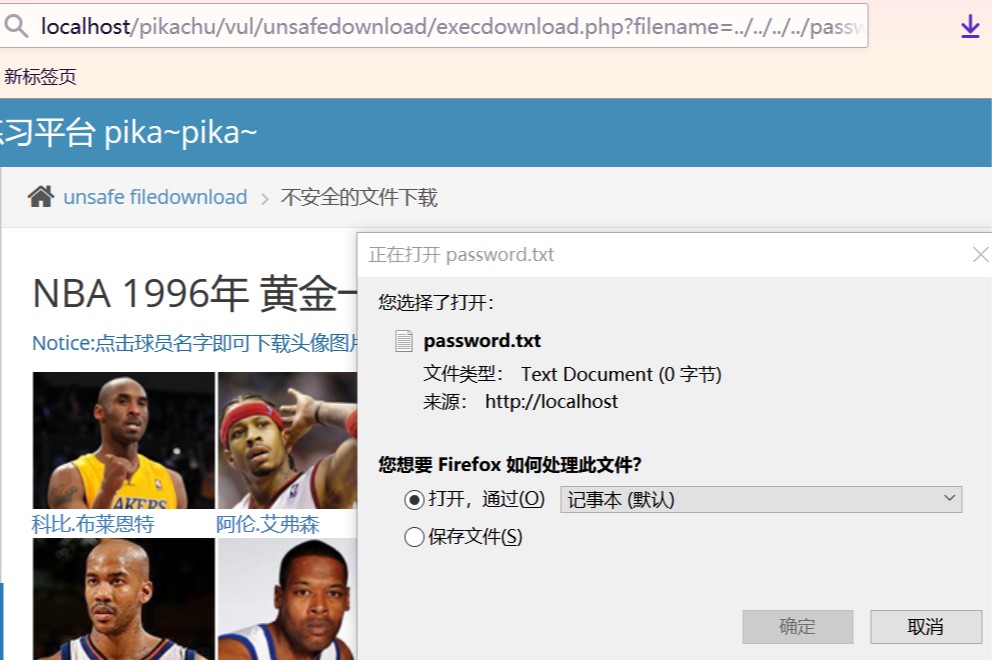 localhost/pikachu/vul/unsafedownload/execdownload.php?filename=../../../../passw
新标签页
习平台 pika~pika~
unsafe filedownload > 不安全的文件下载
正在打开 password.txt
NBA 1996年 黄金一
Notice:点击球员名字即可下载头像图片
您选择了打开：
password.txt
文件类型： Text Document (0 字节)
来源： http://localhost
您想要 Firefox 如何处理此文件？
打开，通过(O) 记事本 (默认)
保存文件(S)
科比.布莱恩特 阿伦.艾弗森
LAKERS
确定 取消